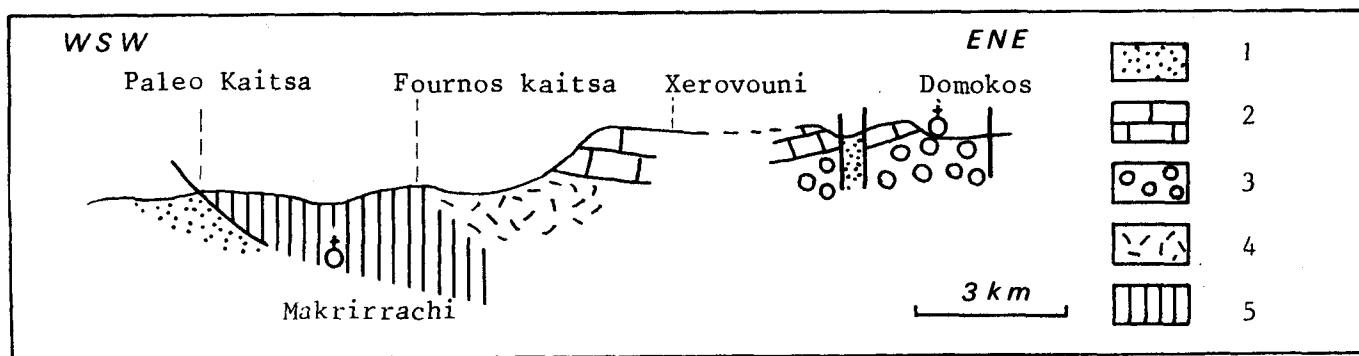 WSW ENE
Paleo Kaitsa Fournos kaitsa Xerovouni Domokos
Makrirrachi
3 km
1
2
3
4
5